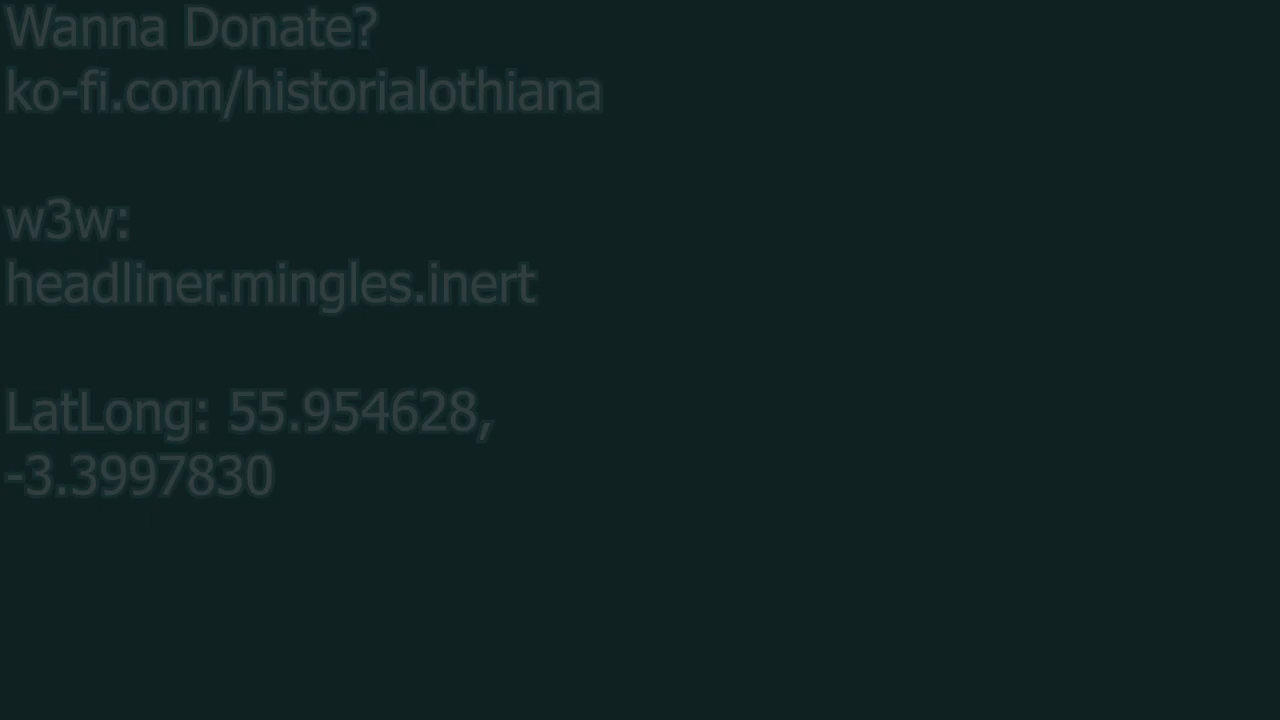 Wanna Donate?
ko-fi.com/historialothiana
w3w:
headliner.mingles.inert
LatLong: 55.954628,
-3.3997830